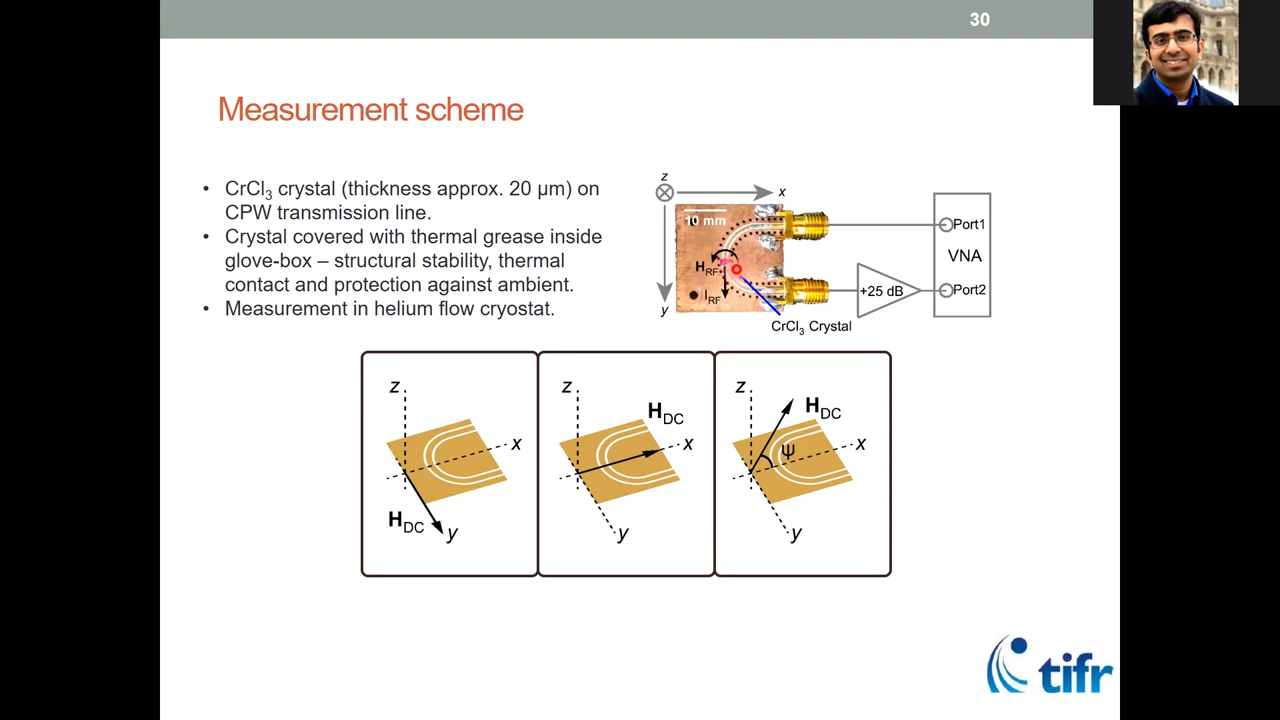 30
Measurement scheme
• CrCl₃ crystal (thickness approx. 20 μm) on
CPW transmission line.
• Crystal covered with thermal grease inside
glove-box – structural stability, thermal
contact and protection against ambient.
• Measurement in helium flow cryostat.
z
x
10 mm
Port1
VNA
H_RF
I_RF
+25 dB
Port2
y
CrCl₃ Crystal
z
x
H_DC
y
z
H_DC
x
y
z
H_DC
ψ
x
y
tifr